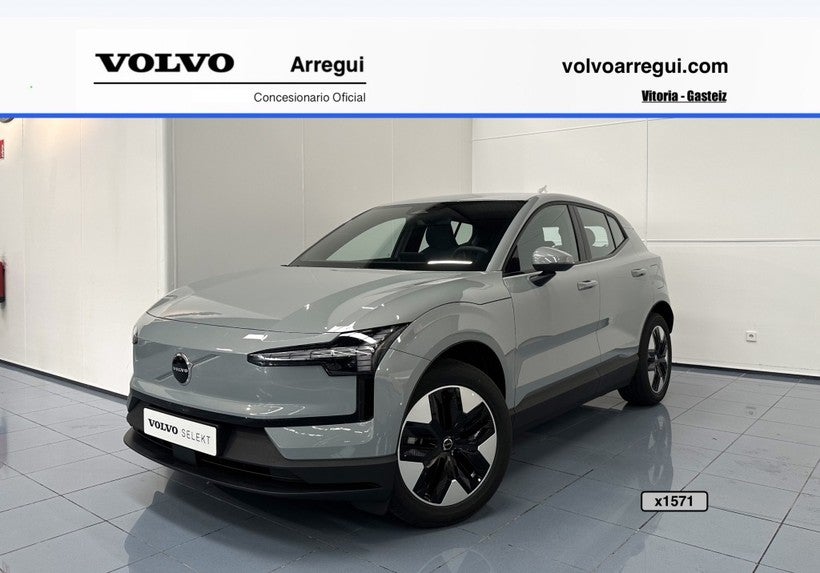 VOLVO Arregui
volvoarregui.com
Concesionario Oficial
Vitoria - Gasteiz
VOLVO
VOLVO SELEKT
x1571